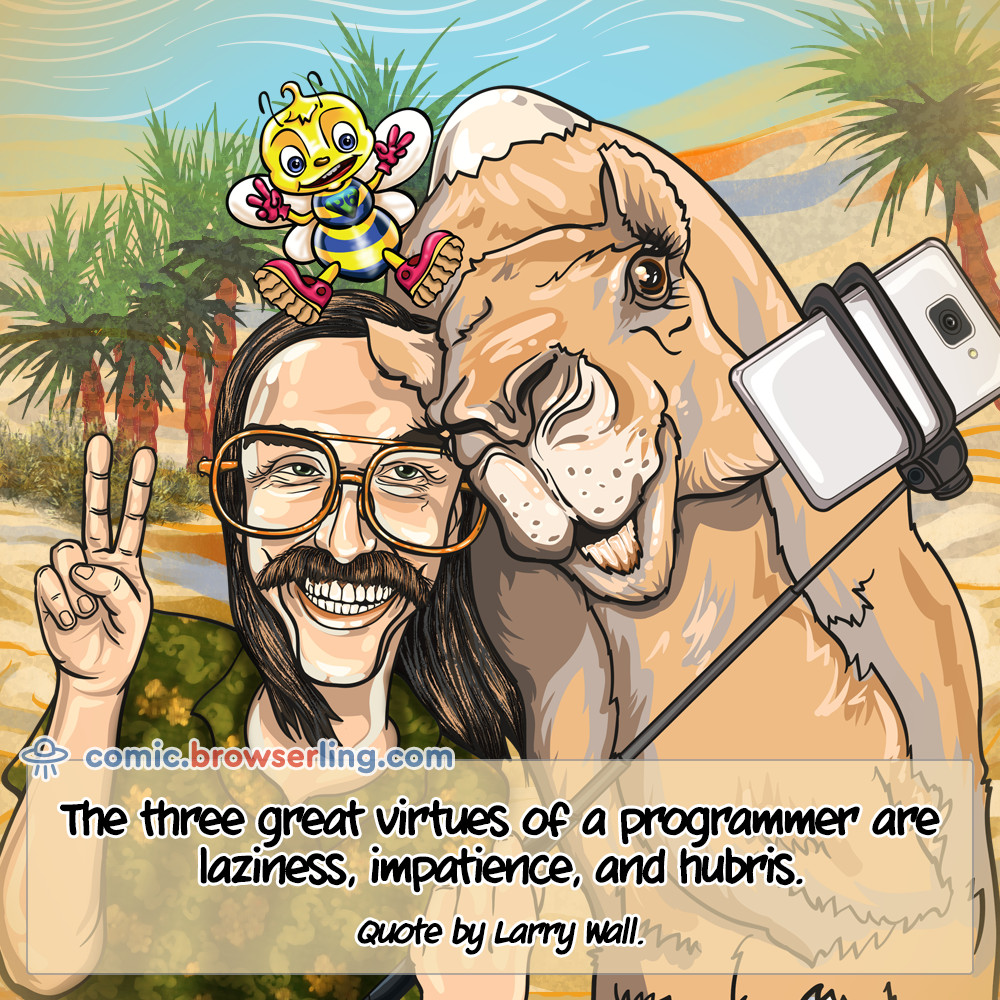 comic.browserling.com
The three great virtues of a programmer are
laziness, impatience, and hubris.
Quote by Larry Wall.